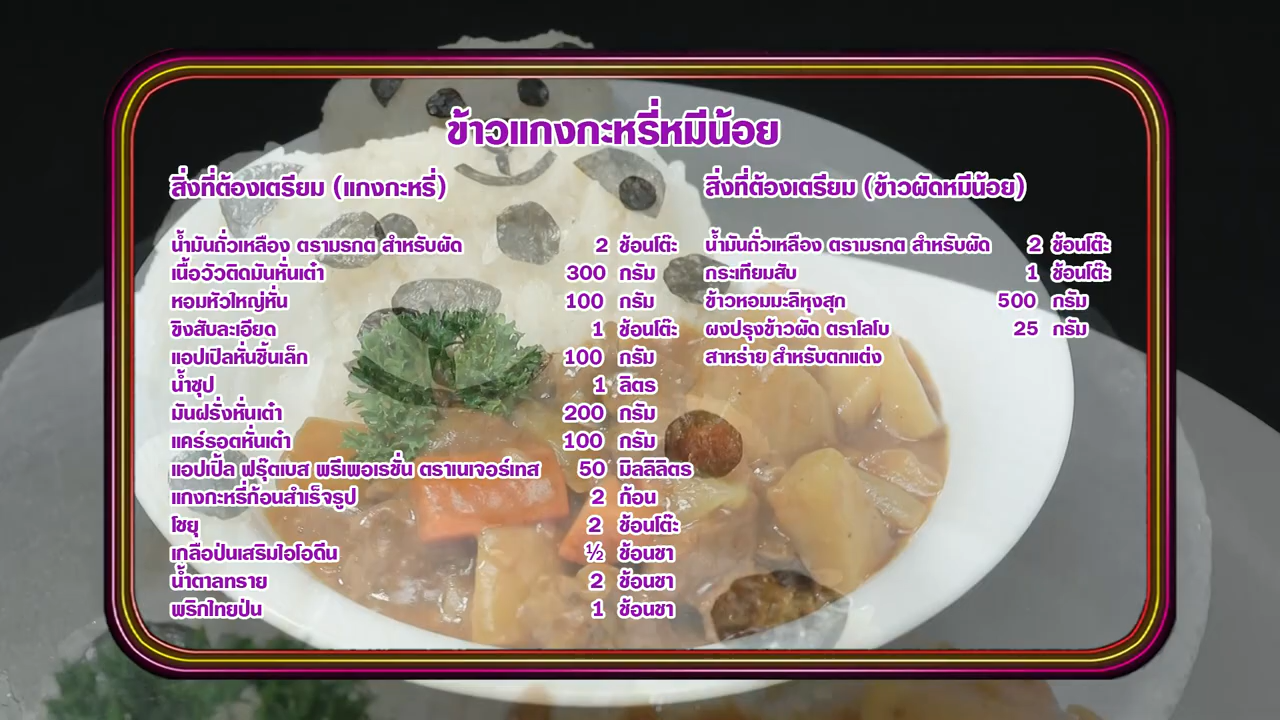 ข้าวแกงกะหรี่หมีน้อย
สิ่งที่ต้องเตรียม (แกงกะหรี่)
น้ำมันถั่วเหลือง ตรามรกต สำหรับผัด 2 ช้อนโต๊ะ
เนื้อวัวติดมันหั่นเต๋า 300 กรัม
หอมหัวใหญ่หั่น 100 กรัม
ขิงสับละเอียด 1 ช้อนโต๊ะ
แอปเปิลหั่นชิ้นเล็ก 100 กรัม
น้ำซุป 1 ลิตร
มันฝรั่งหั่นเต๋า 200 กรัม
แคร์รอตหั่นเต๋า 100 กรัม
แอปเปิ้ล ฟรุ๊ตเบส พรีเพอเรชั่น ตราเนเจอร์เทส 50 มิลลิลิตร
แกงกะหรี่ก้อนสำเร็จรูป 2 ก้อน
โชยุ 2 ช้อนโต๊ะ
เกลือป่นเสริมไอโอดีน ½ ช้อนชา
น้ำตาลทราย 2 ช้อนชา
พริกไทยป่น 1 ช้อนชา
สิ่งที่ต้องเตรียม (ข้าวผัดหมีน้อย)
น้ำมันถั่วเหลือง ตรามรกต สำหรับผัด 2 ช้อนโต๊ะ
กระเทียมสับ 1 ช้อนโต๊ะ
ข้าวหอมมะลิหุงสุก 500 กรัม
ผงปรุงข้าวผัด ตราโลโบ 25 กรัม
สาหร่าย สำหรับตกแต่ง